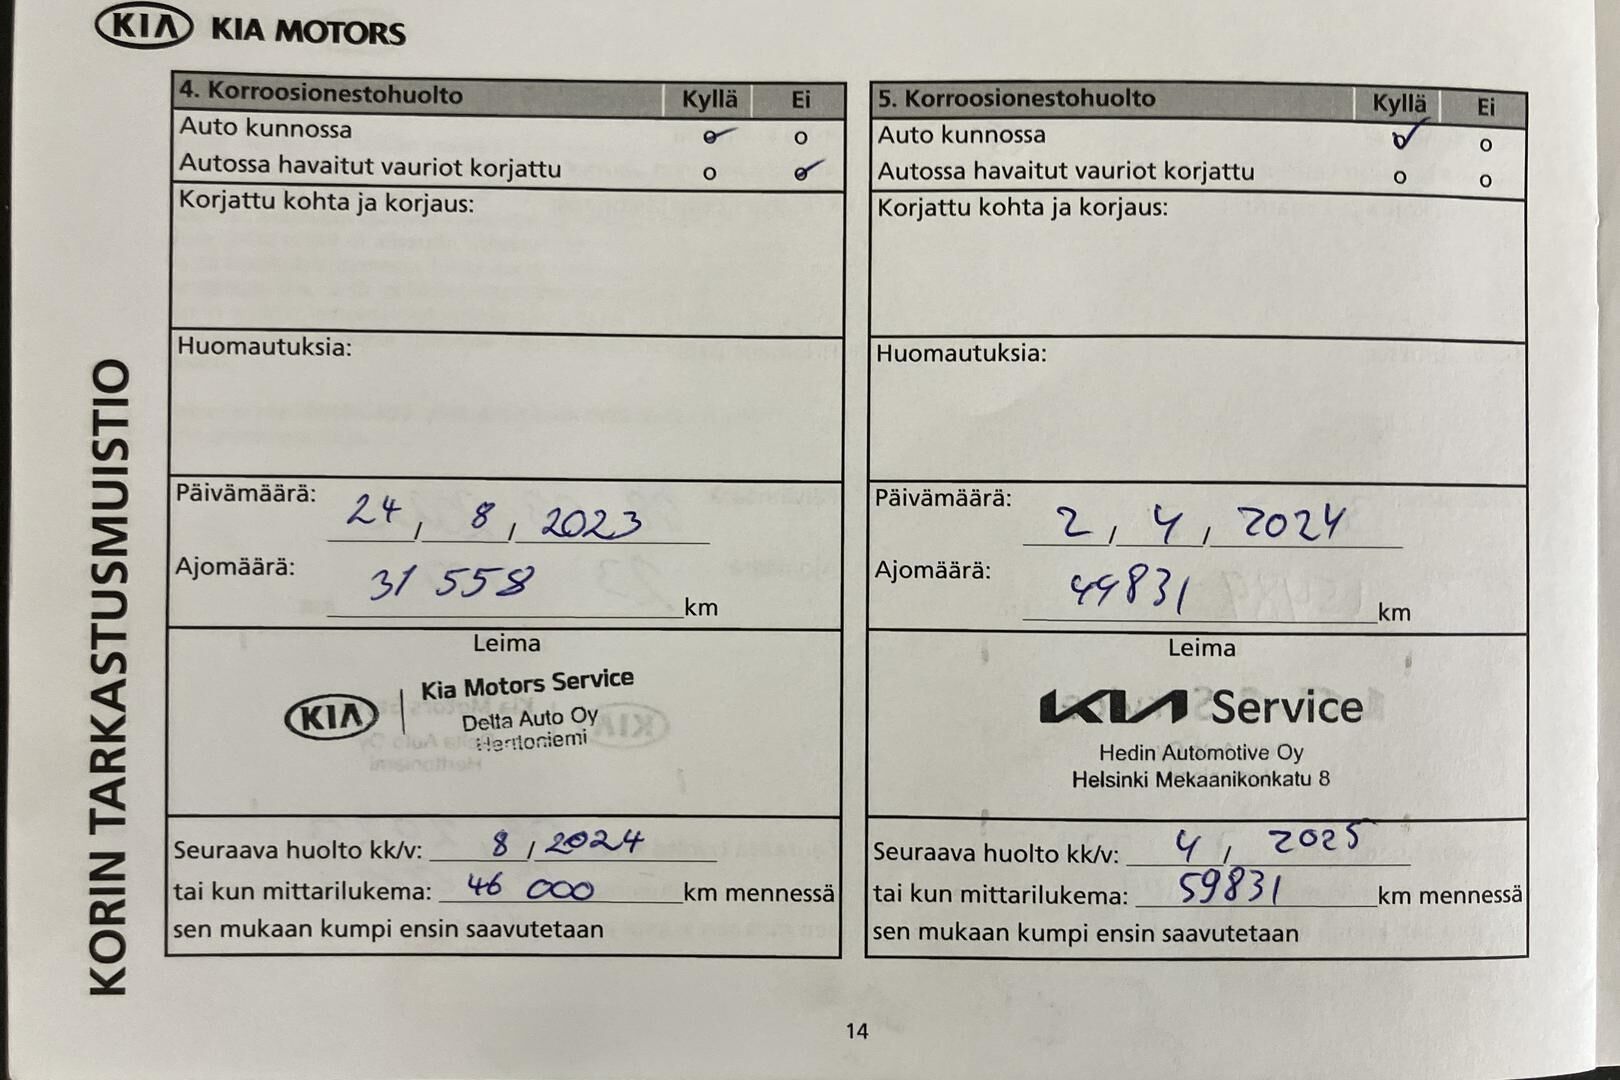 KIA KIA MOTORS
KORIN TARKASTUSMUISTIO
4. Korroosionestohuolto Kyllä Ei
Auto kunnossa o o
Autossa havaitut vauriot korjattu o o
Korjattu kohta ja korjaus:
Huomautuksia:
Päivämäärä: 24 / 8 / 2023
Ajomäärä: 31 558 km
Leima
KIA Kia Motors Service
Delta Auto Oy
Herttoniemi
Seuraava huolto kk/v: 8 / 2024
tai kun mittarilukema: 46 000 km mennessä
sen mukaan kumpi ensin saavutetaan
5. Korroosionestohuolto Kyllä Ei
Auto kunnossa o o
Autossa havaitut vauriot korjattu o o
Korjattu kohta ja korjaus:
Huomautuksia:
Päivämäärä: 2 / 4 / 2024
Ajomäärä: 49831 km
Leima
KIA Service
Hedin Automotive Oy
Helsinki Mekaanikonkatu 8
Seuraava huolto kk/v: 4 / 2025
tai kun mittarilukema: 59831 km mennessä
sen mukaan kumpi ensin saavutetaan
14